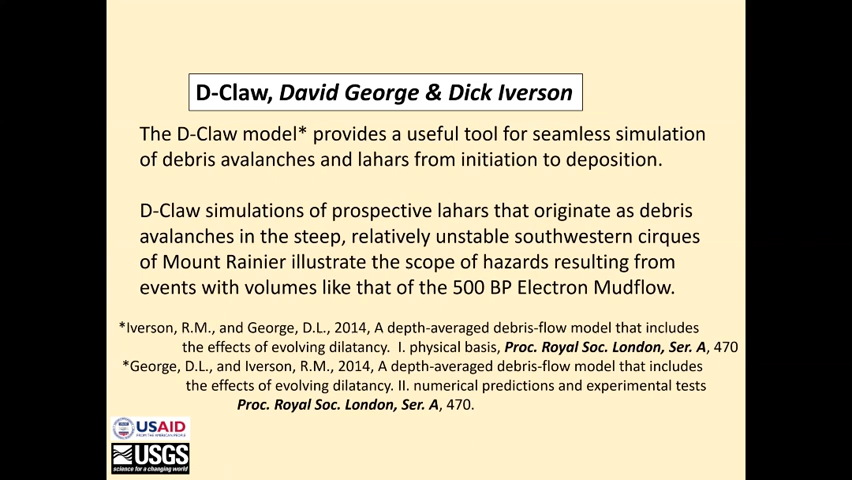 D-Claw, David George & Dick Iverson
The D-Claw model* provides a useful tool for seamless simulation
of debris avalanches and lahars from initiation to deposition.
D-Claw simulations of prospective lahars that originate as debris
avalanches in the steep, relatively unstable southwestern cirques
of Mount Rainier illustrate the scope of hazards resulting from
events with volumes like that of the 500 BP Electron Mudflow.
*Iverson, R.M., and George, D.L., 2014, A depth-averaged debris-flow model that includes
the effects of evolving dilatancy. I. physical basis, Proc. Royal Soc. London, Ser. A, 470
*George, D.L., and Iverson, R.M., 2014, A depth-averaged debris-flow model that includes
the effects of evolving dilatancy. II. numerical predictions and experimental tests
Proc. Royal Soc. London, Ser. A, 470.
USAID
FROM THE AMERICAN PEOPLE
USGS
science for a changing world